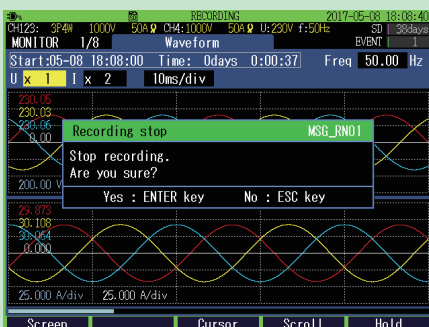 RECORDING 2017-05-08 18:08:40
CH123: 3P4W 1000V 50A CH4:1000V 50A U:230V f:50Hz SD 38days
MONITOR 1/8 Waveform EVENT 1
Start:05-08 18:08:00 Time: 0days 0:00:37 Freq 50.00 Hz
U x 1 I x 2 10ms/div
230.05
230.03
230.06
0.00
Recording stop MSG_RN01
Stop recording.
Are you sure?
Yes : ENTER key No : ESC key
200.00 V
29.873
30.108
30.064
0.000
25.000 A/div 25.000 A/div
Screen Cursor Scroll Hold